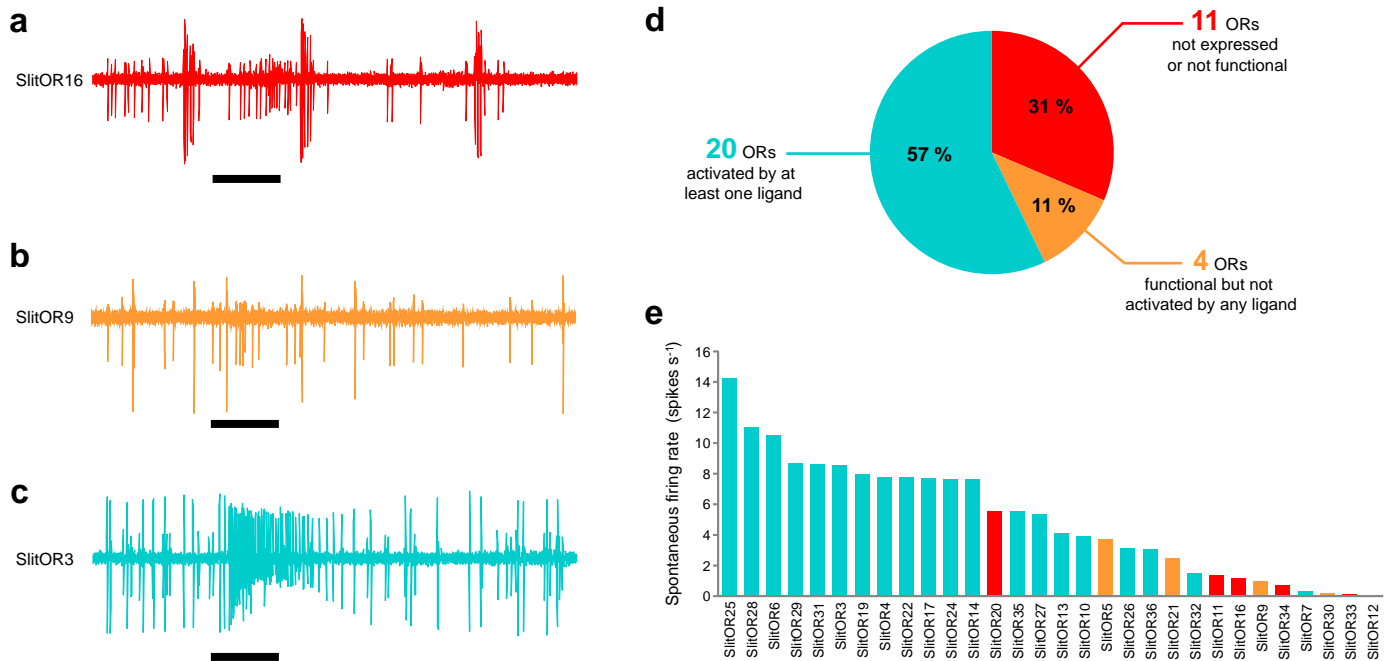 a
SlitOR16
b
SlitOR9
c
SlitOR3
d
11 ORs
not expressed
or not functional
31 %
57 %
11 %
20 ORs
activated by at
least one ligand
4 ORs
functional but not
activated by any ligand
e
Spontaneous firing rate (spikes s⁻¹)
16
14
12
10
8
6
4
2
0
SlitOR25
SlitOR28
SlitOR6
SlitOR29
SlitOR31
SlitOR3
SlitOR19
SlitOR4
SlitOR22
SlitOR17
SlitOR24
SlitOR14
SlitOR20
SlitOR35
SlitOR27
SlitOR13
SlitOR10
SlitOR5
SlitOR26
SlitOR36
SlitOR21
SlitOR32
SlitOR11
SlitOR16
SlitOR9
SlitOR34
SlitOR7
SlitOR30
SlitOR33
SlitOR12